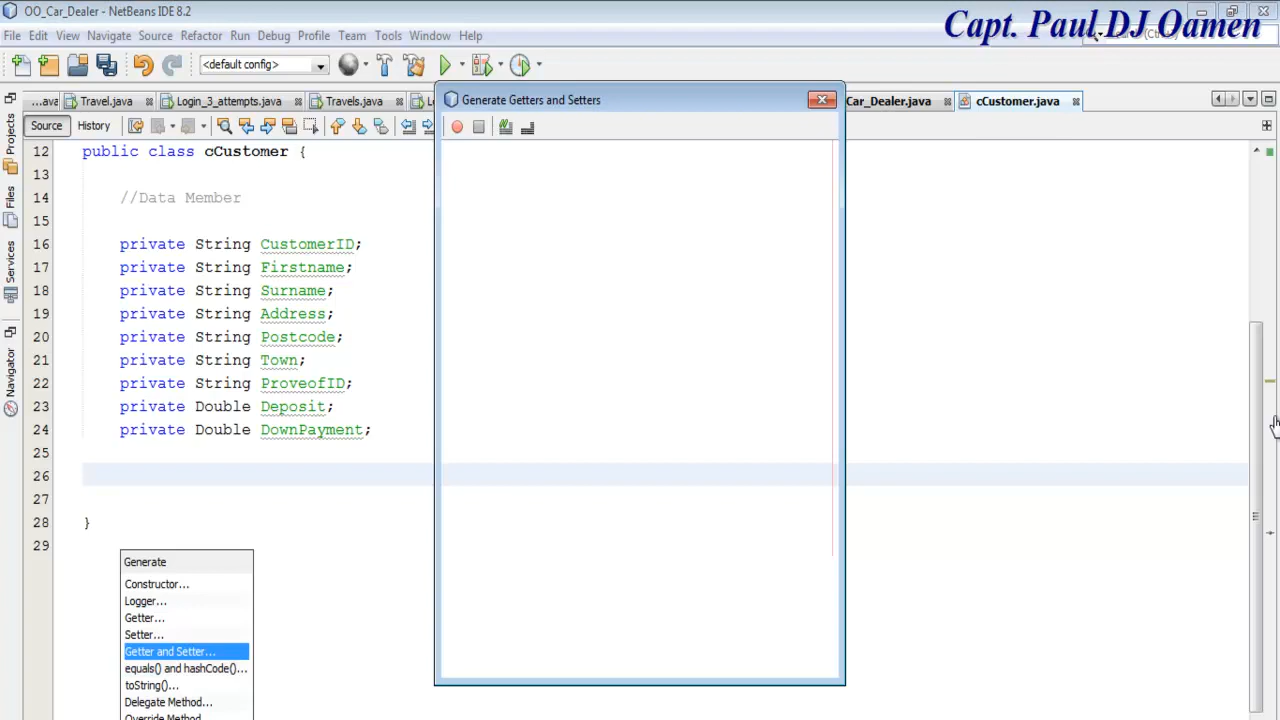 OO_Car_Dealer - NetBeans IDE 8.2
Capt. Paul DJ Oamen
File Edit View Navigate Source Refactor Run Debug Profile Team Tools Window Help
<default config>
...ava Travel.java Login_3_attempts.java Travels.java
Car_Dealer.java cCustomer.java
Source History
Generate Getters and Setters
Projects
Files
Services
Navigator
12 public class cCustomer {
13
14 //Data Member
15
16 private String CustomerID;
17 private String Firstname;
18 private String Surname;
19 private String Address;
20 private String Postcode;
21 private String Town;
22 private String ProveofID;
23 private Double Deposit;
24 private Double DownPayment;
25
26
27
28 }
29
Generate
Constructor...
Logger...
Getter...
Setter...
Getter and Setter...
equals() and hashCode()...
toString()...
Delegate Method...
Override Method